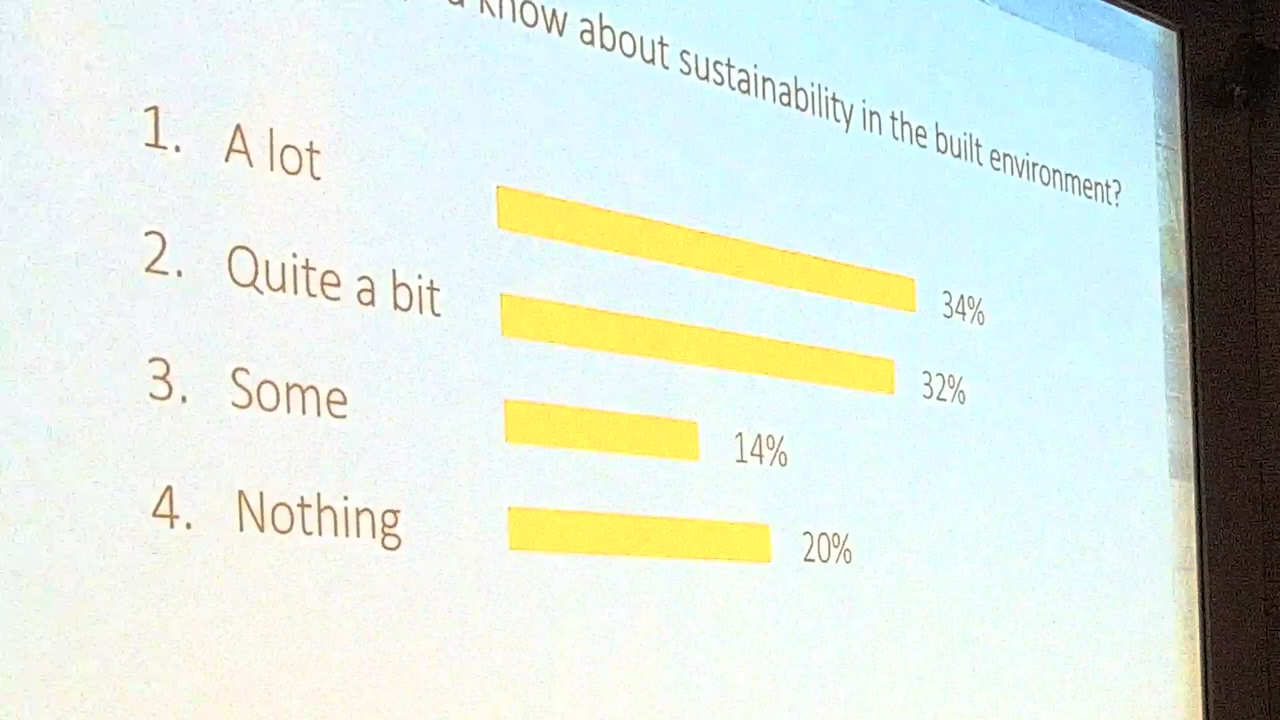 know about sustainability in the built environment?
1. A lot
34%
2. Quite a bit
32%
3. Some
14%
4. Nothing
20%